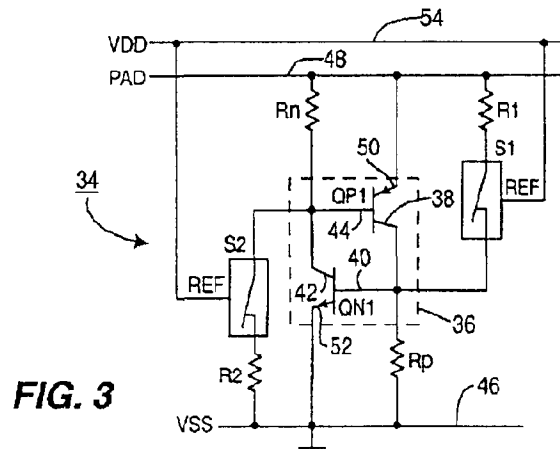 54
VDD
48
PAD
Rn
R1
50
S1
QP1
REF
38
34
44
S2
40
REF
42
QN1
36
52
R2
Rp
FIG. 3
46
VSS